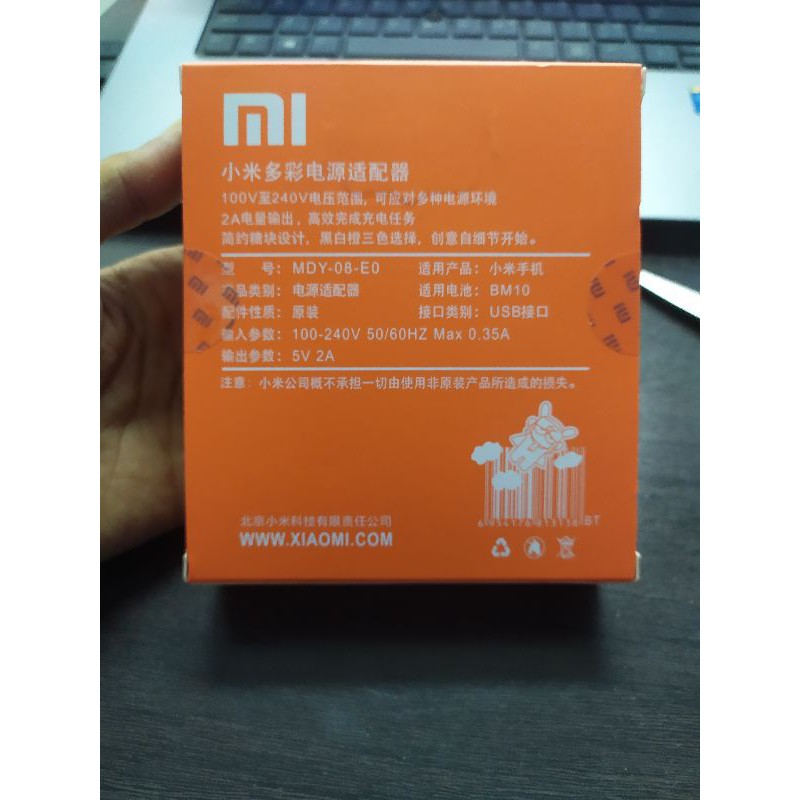 MI
小米多彩电源适配器
100V至240V电压范围，可应对多种电源环境
2A电量输出，高效完成充电任务
简约糖块设计，黑白橙三色选择，创意自细节开始。
型 号：MDY-08-E0 适用产品：小米手机
品类别：电源适配器 适用电池：BM10
配件性质：原装 接口类别：USB接口
输入参数：100-240V 50/60HZ Max 0.35A
输出参数：5V 2A
注意：小米公司概不承担一切由使用非原装产品所造成的损失。
BT
北京小米科技有限责任公司
WWW.XIAOMI.COM